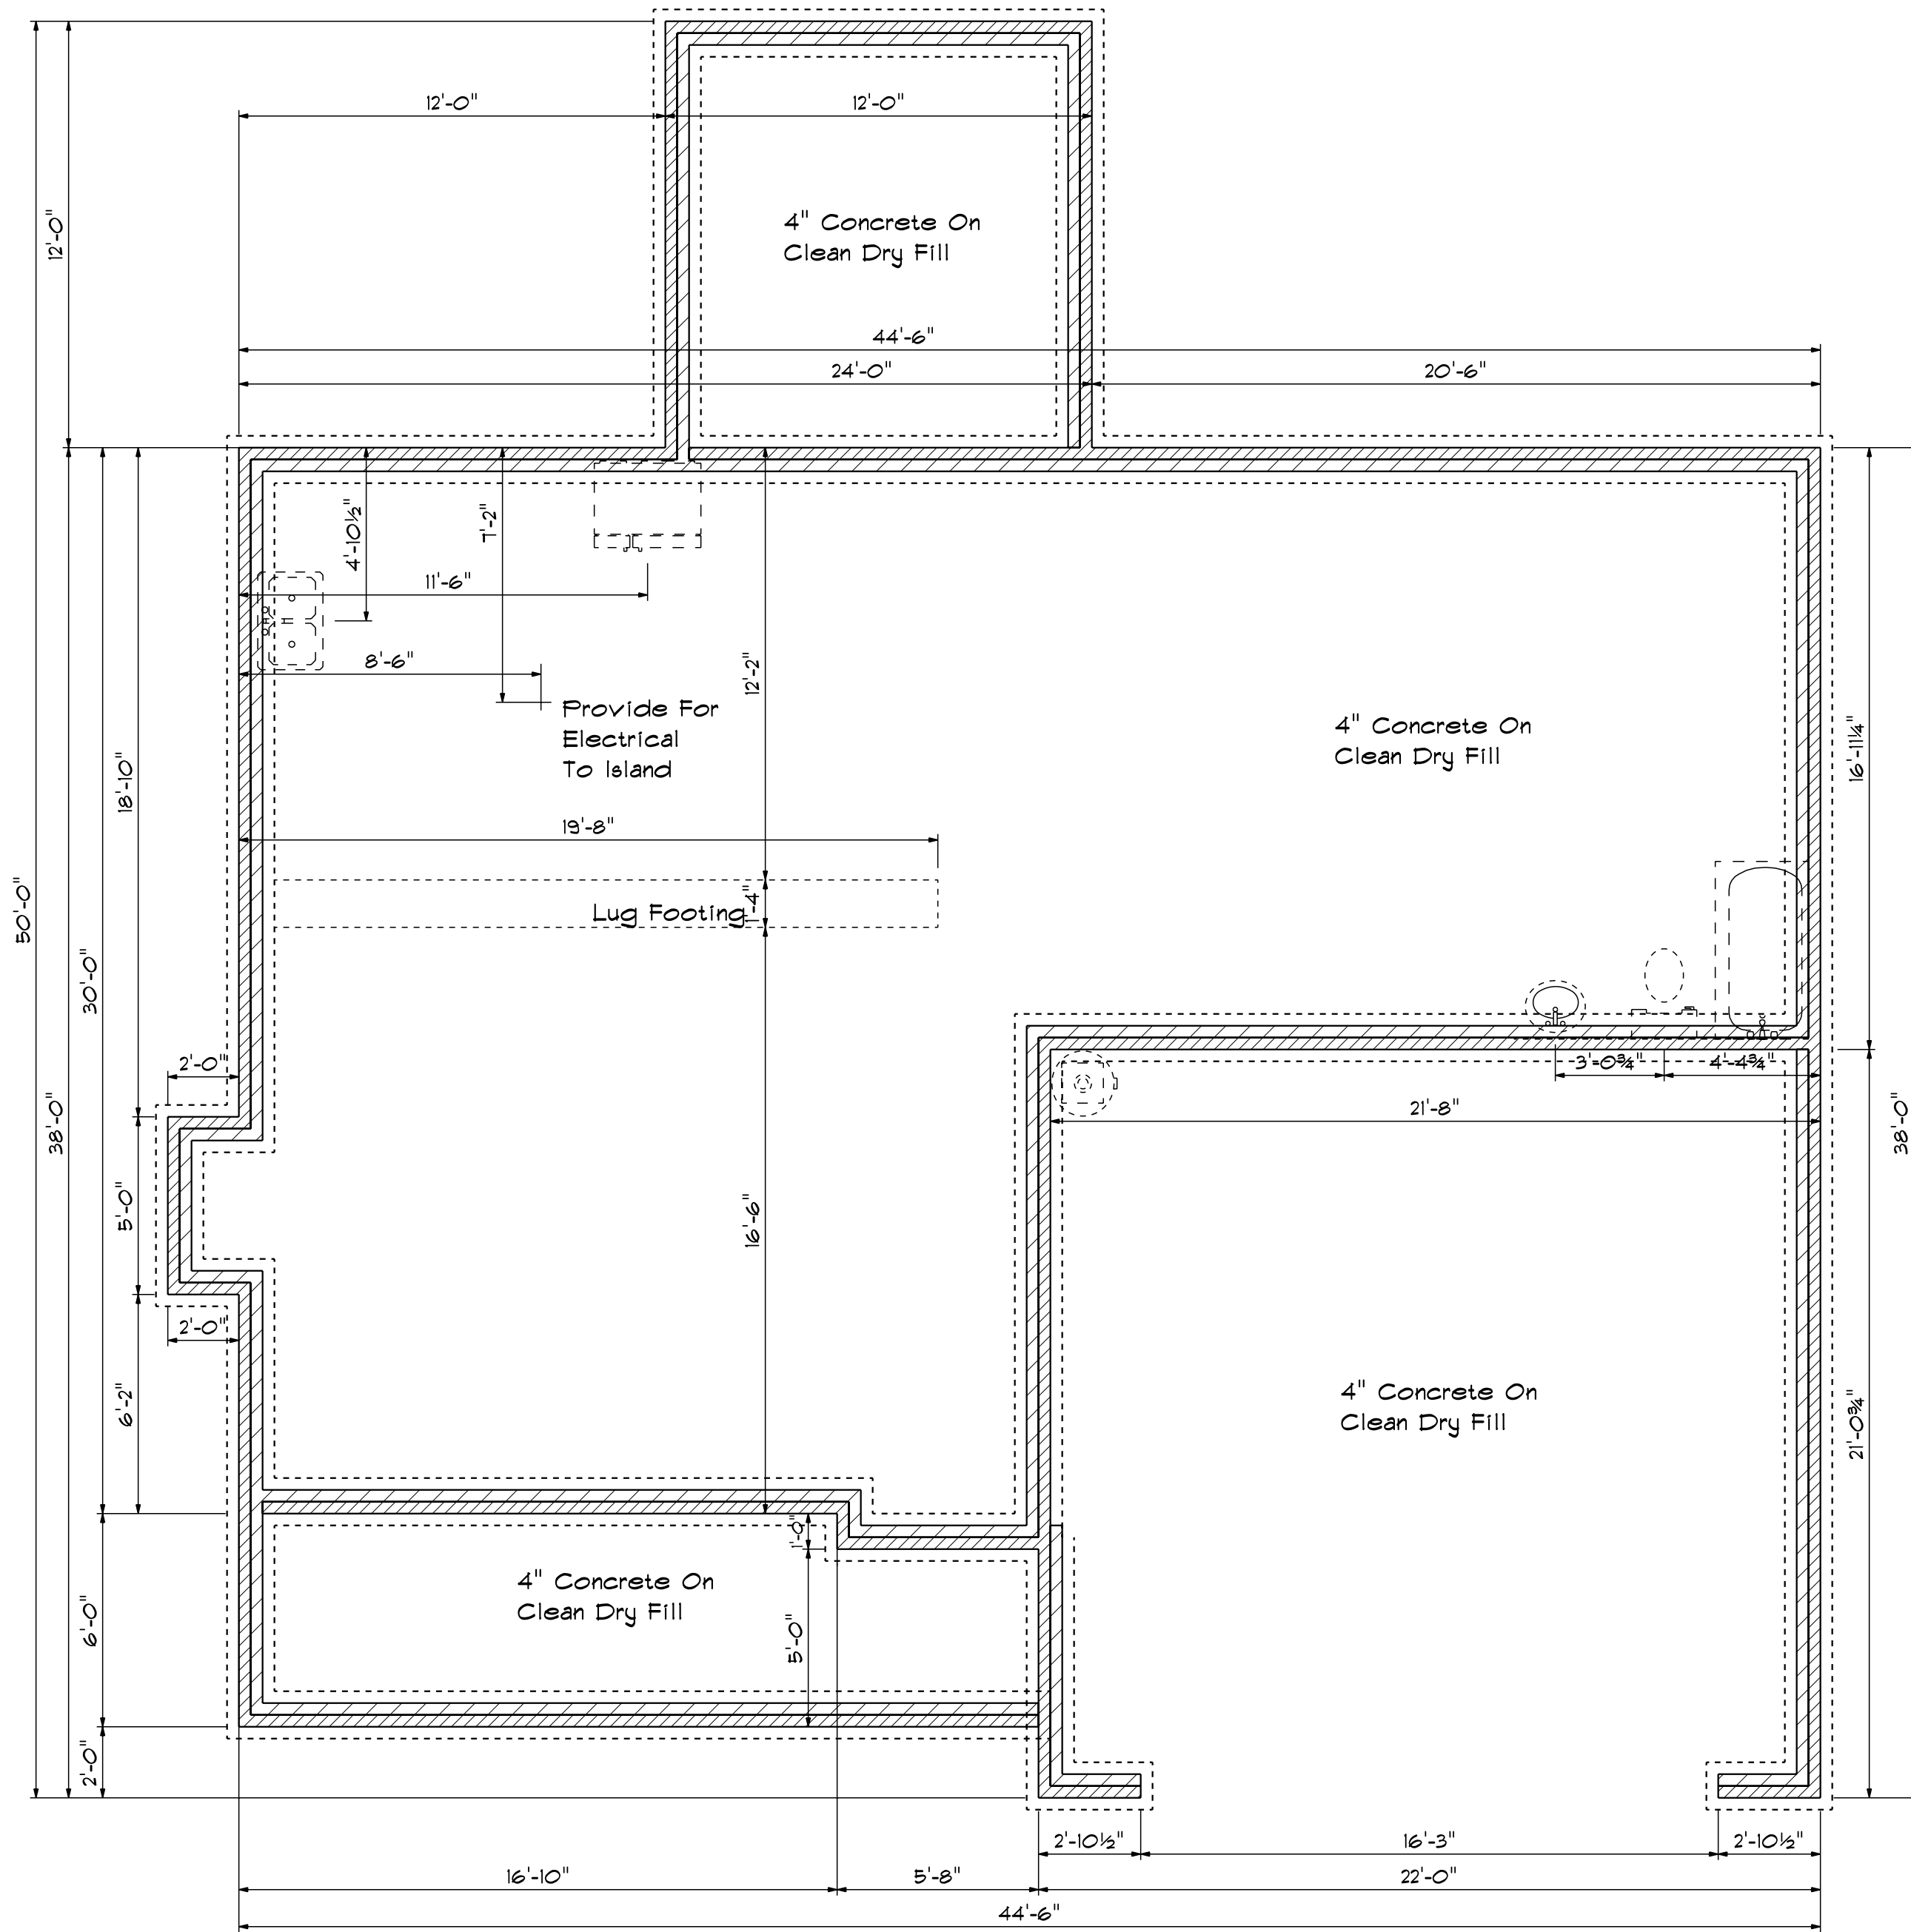 12'-0" 12'-0"
12'-0"
4" Concrete On
Clean Dry Fill
44'-6"
24'-0" 20'-6"
4'-10½"
7'-2"
11'-6"
8'-6"
12'-2"
Provide For
Electrical
To Island
4" Concrete On
Clean Dry Fill
16'-11¼"
18'-10"
19'-8"
50'-0"
Lug Footing
1'-4"
30'-0"
38'-0"
2'-0"
3'-0¾" 4'-4¾"
21'-8"
38'-0"
5'-0"
16'-6"
2'-0"
6'-2"
4" Concrete On
Clean Dry Fill
21'-0¾"
1'-0"
4" Concrete On
Clean Dry Fill
6'-0"
5'-0"
2'-0"
2'-10½" 16'-3" 2'-10½"
16'-10" 5'-8" 22'-0"
44'-6"